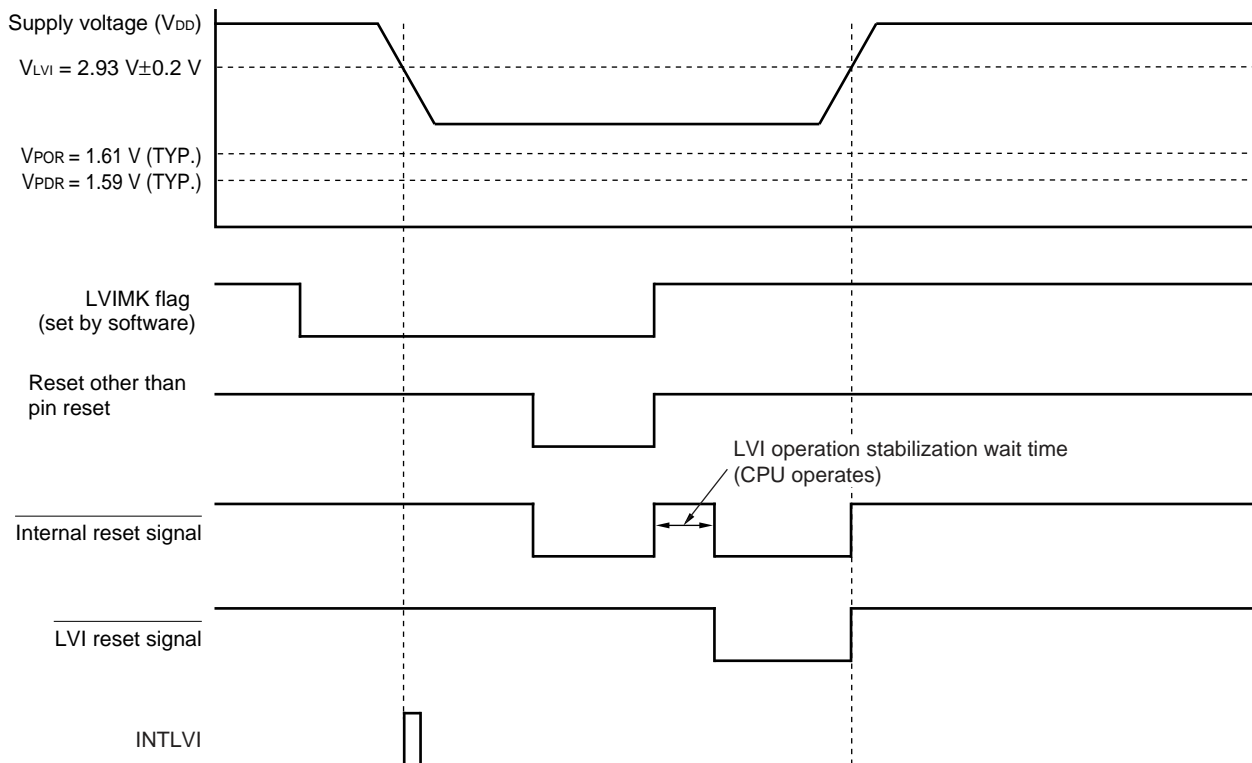 Supply voltage (VDD)
VLVI = 2.93 V±0.2 V
VPOR = 1.61 V (TYP.)
VPDR = 1.59 V (TYP.)
LVIMK flag
(set by software)
Reset other than
pin reset
LVI operation stabilization wait time
(CPU operates)
Internal reset signal
LVI reset signal
INTLVI